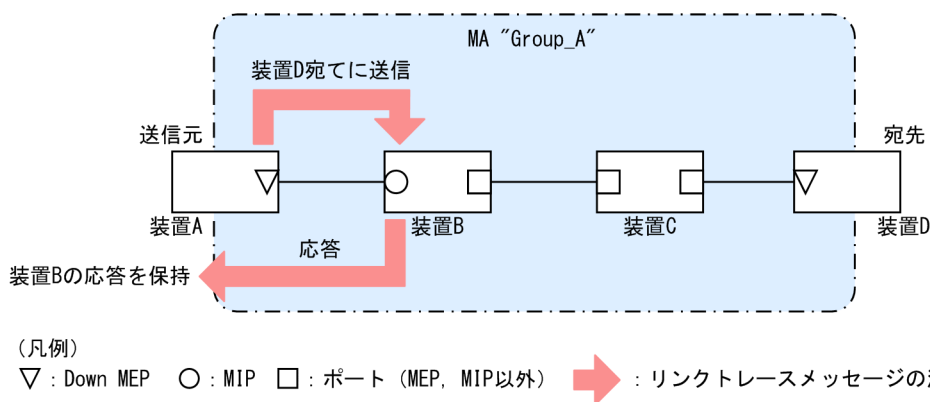 MA "Group_A"
装置D宛てに送信
送信元
宛先
装置A
装置B
装置C
装置D
応答
装置Bの応答を保持
(凡例)
: Down MEP : MIP : ポート (MEP, MIP以外) : リンクトレースメッセージの